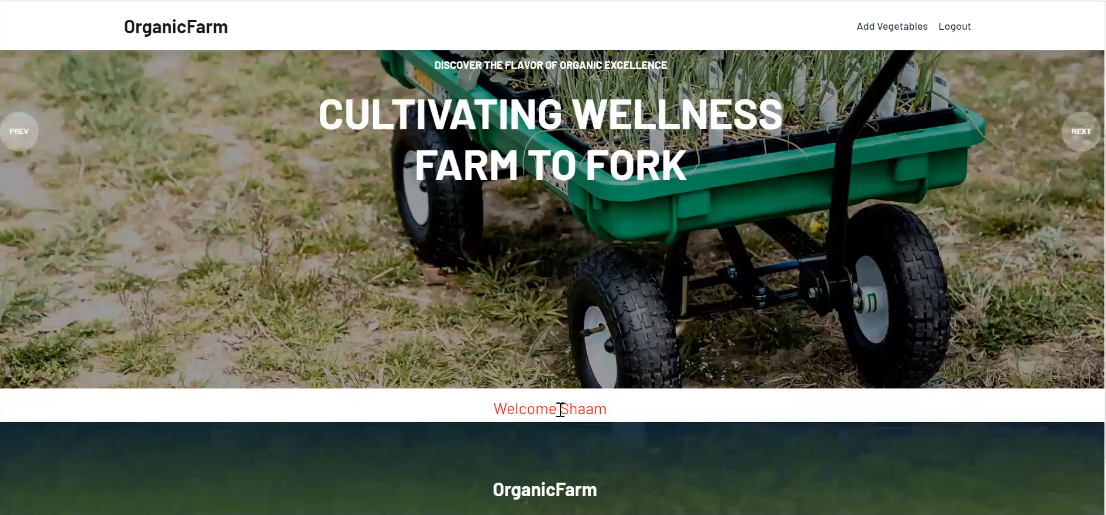 OrganicFarm
Add Vegetables Logout
DISCOVER THE FLAVOR OF ORGANIC EXCELLENCE
CULTIVATING WELLNESS
FARM TO FORK
PREV
NEXT
Welcome Shaam
OrganicFarm